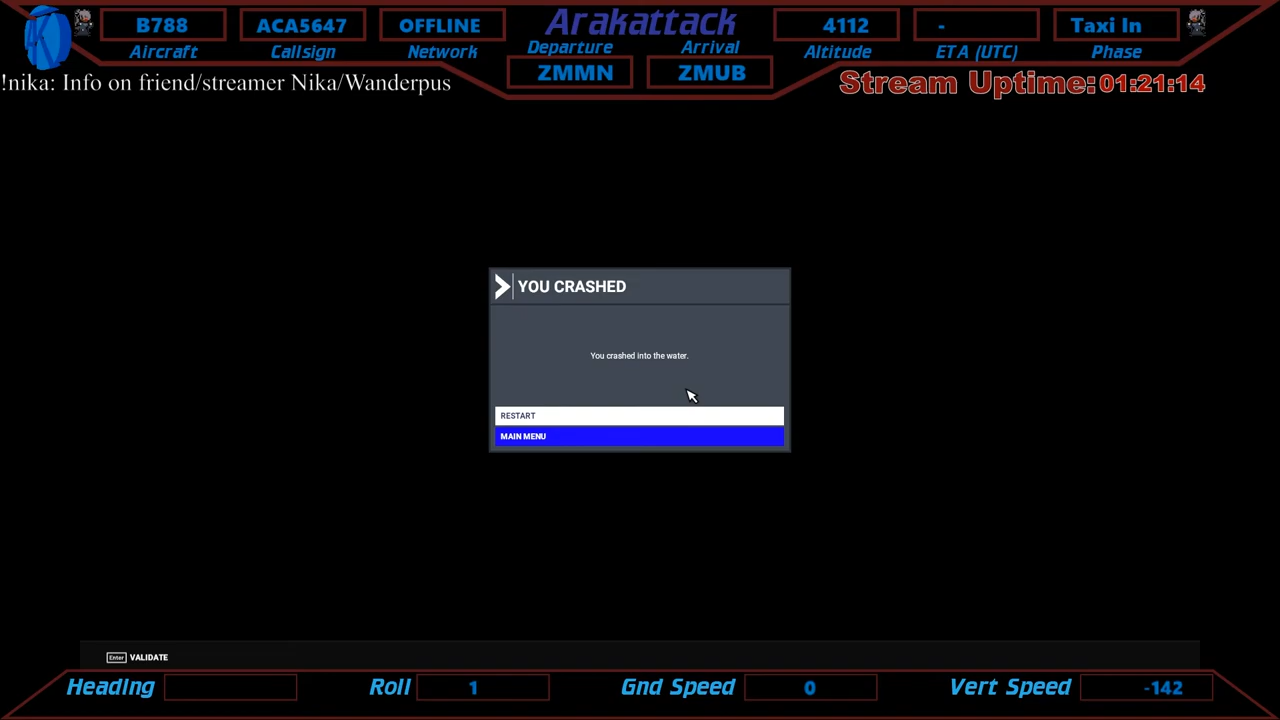 B788
ACA5647
OFFLINE
Arakattack
4112
-
Taxi In
Aircraft
Callsign
Network
Departure
Arrival
Altitude
ETA (UTC)
Phase
ZMMN
ZMUB
!nika: Info on friend/streamer Nika/Wanderpus
Stream Uptime:01:21:14
YOU CRASHED
You crashed into the water.
RESTART
MAIN MENU
Enter VALIDATE
Heading
Roll 1
Gnd Speed 0
Vert Speed -142